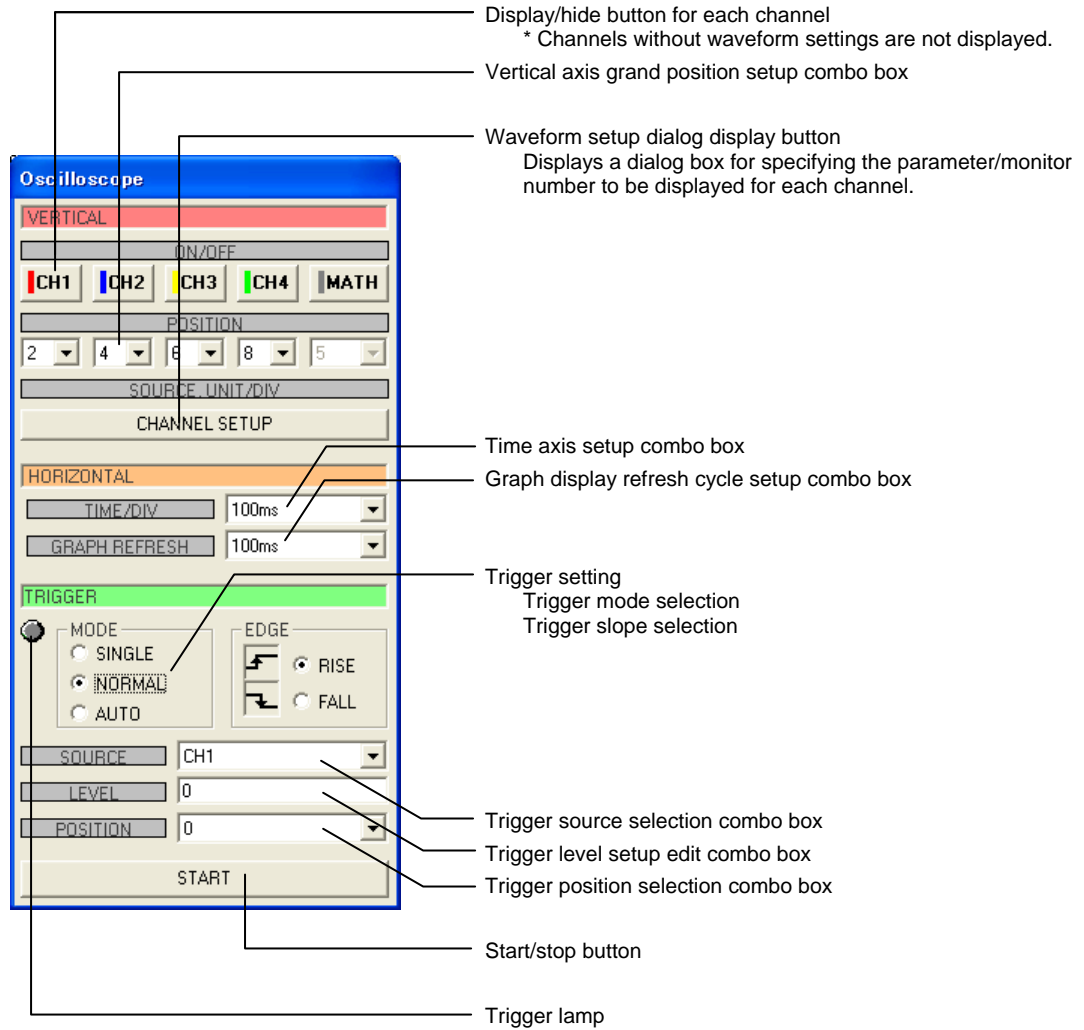 Display/hide button for each channel
* Channels without waveform settings are not displayed.
Vertical axis grand position setup combo box
Waveform setup dialog display button
Displays a dialog box for specifying the parameter/monitor
number to be displayed for each channel.
Oscilloscope
VERTICAL
ON/OFF
CH1 CH2 CH3 CH4 MATH
POSITION
2 4 6 8 5
SOURCE, UNIT/DIV
CHANNEL SETUP
Time axis setup combo box
HORIZONTAL
Graph display refresh cycle setup combo box
TIME/DIV 100ms
GRAPH REFRESH 100ms
Trigger setting
Trigger mode selection
Trigger slope selection
TRIGGER
MODE
SINGLE
NORMAL
AUTO
EDGE
RISE
FALL
SOURCE CH1
LEVEL 0
POSITION 0
Trigger source selection combo box
Trigger level setup edit combo box
Trigger position selection combo box
START
Start/stop button
Trigger lamp